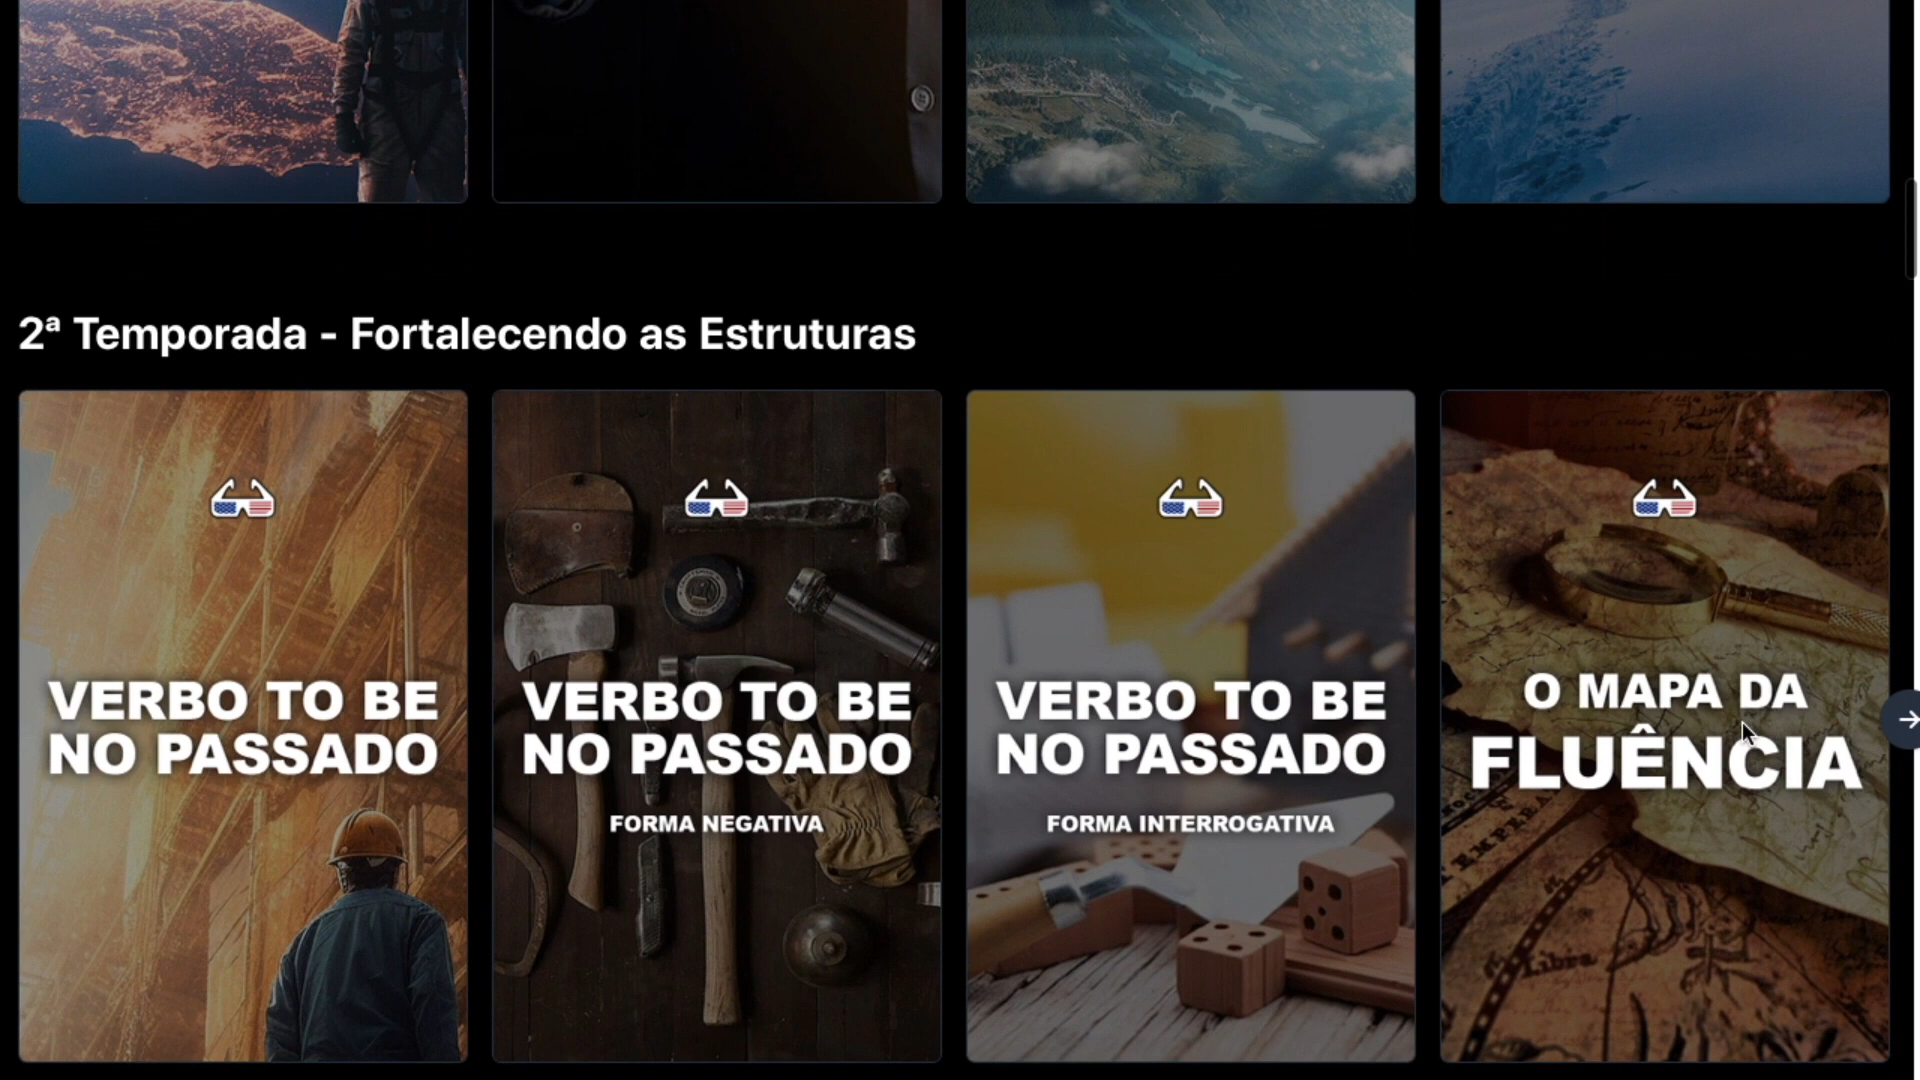 2ª Temporada - Fortalecendo as Estruturas
VERBO TO BE
NO PASSADO
VERBO TO BE
NO PASSADO
FORMA NEGATIVA
VERBO TO BE
NO PASSADO
FORMA INTERROGATIVA
O MAPA DA
FLUÊNCIA
Libra